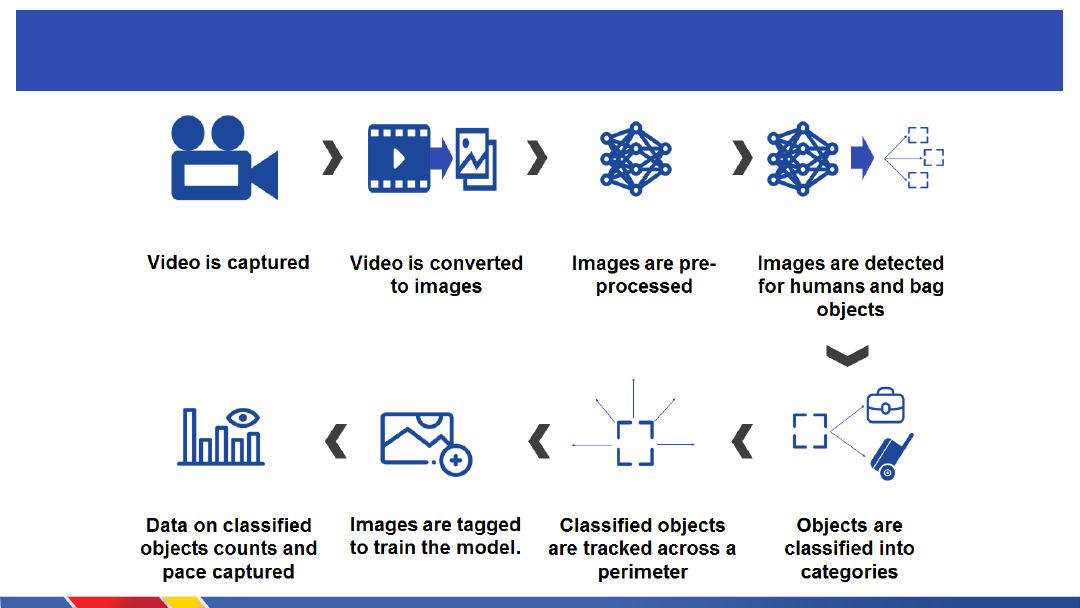 Video is captured
Video is converted
to images
Images are pre-
processed
Images are detected
for humans and bag
objects
Objects are
classified into
categories
Classified objects
are tracked across a
perimeter
Images are tagged
to train the model.
Data on classified
objects counts and
pace captured